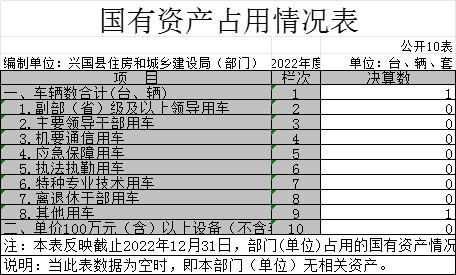 国有资产占用情况表
公开10表
编制单位：兴国县住房和城乡建设局（部门） 2022年度 单位：台、辆、套
项 目 栏次 决算数
一、车辆数合计(台、辆) 1 1
1.副部（省）级及以上领导用车 2 0
2.主要领导干部用车 3 0
3.机要通信用车 4 0
4.应急保障用车 5 0
5.执法执勤用车 6 0
6.特种专业技术用车 7 0
7.离退休干部用车 8 0
8.其他用车 9 1
二、单价100万元（含）以上设备（不含 10 0
注：本表反映截止2022年12月31日，部门(单位)占用的国有资产情况
说明：当此表数据为空时，即本部门（单位）无相关资产。